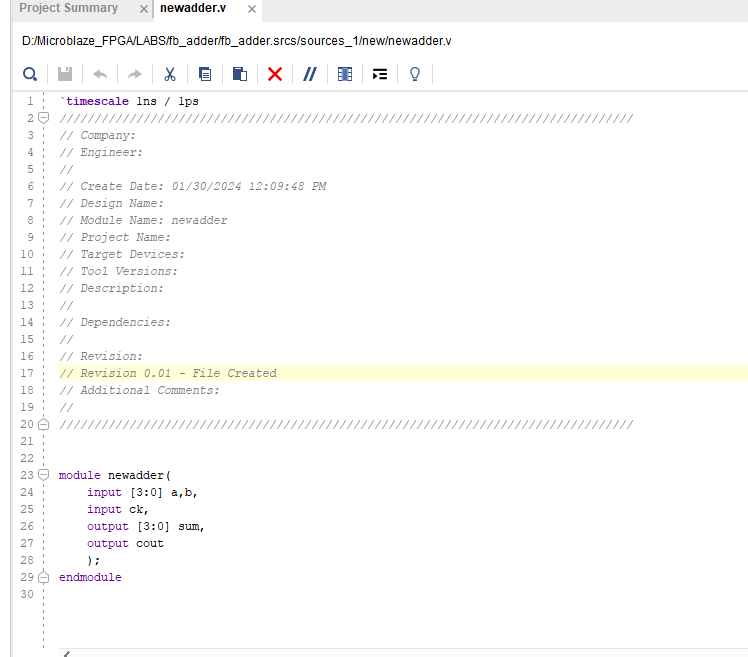 Project Summary × newadder.v ×
D:/Microblaze_FPGA/LABS/fb_adder/fb_adder.srcs/sources_1/new/newadder.v
1 `timescale 1ns / 1ps
2 //////////////////////////////////////////////////////////////////////////////////
3 // Company:
4 // Engineer:
5 //
6 // Create Date: 01/30/2024 12:09:48 PM
7 // Design Name:
8 // Module Name: newadder
9 // Project Name:
10 // Target Devices:
11 // Tool Versions:
12 // Description:
13 //
14 // Dependencies:
15 //
16 // Revision:
17 // Revision 0.01 - File Created
18 // Additional Comments:
19 //
20 //////////////////////////////////////////////////////////////////////////////////
21
22
23 module newadder(
24 input [3:0] a,b,
25 input ck,
26 output [3:0] sum,
27 output cout
28 );
29 endmodule
30